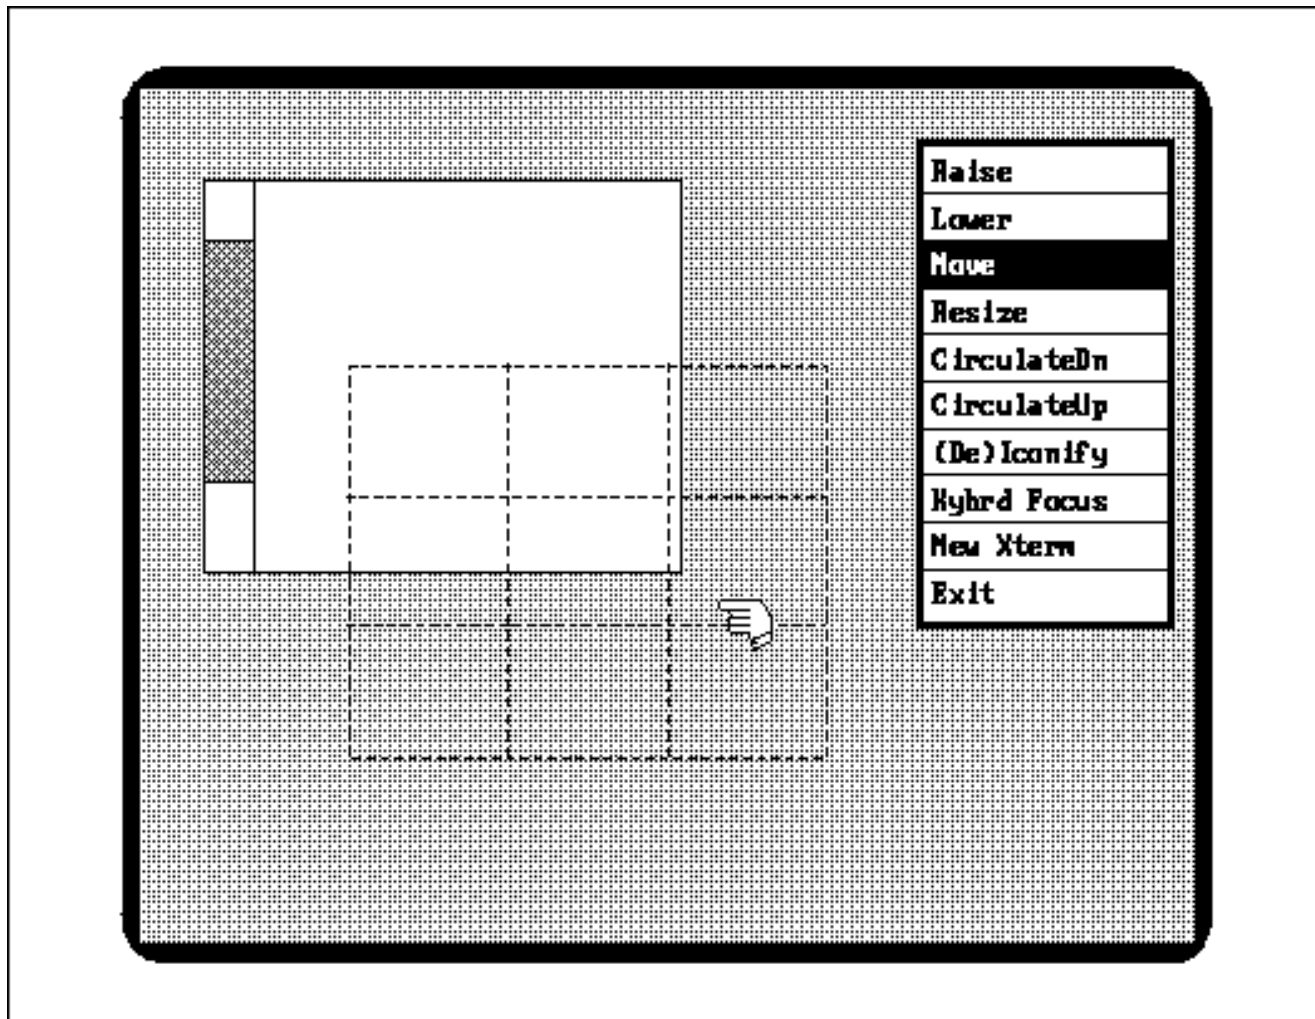 Raise
Lower
Move
Resize
CirculateDn
CirculateUp
(De)Iconify
Kybrd Focus
New Xterm
Exit